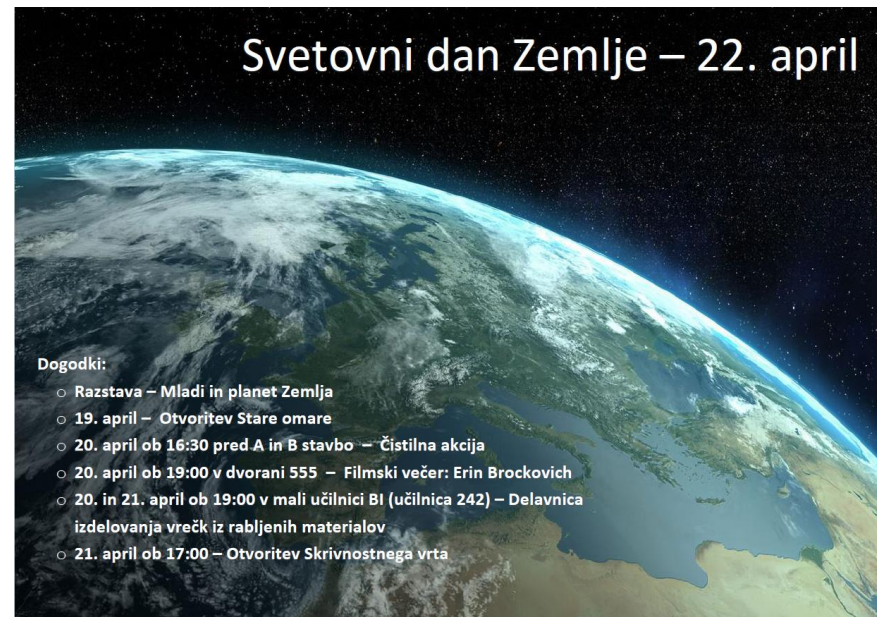 Svetovni dan Zemlje – 22. april
Dogodki:
○ Razstava – Mladi in planet Zemlja
○ 19. april – Otvoritev Stare omare
○ 20. april ob 16:30 pred A in B stavbo – Čistilna akcija
○ 20. april ob 19:00 v dvorani 555 – Filmski večer: Erin Brockovich
○ 20. in 21. april ob 19:00 v mali učilnici BI (učilnica 242) – Delavnica
izdelovanja vrečk iz rabljenih materialov
○ 21. april ob 17:00 – Otvoritev Skrivnostnega vrta